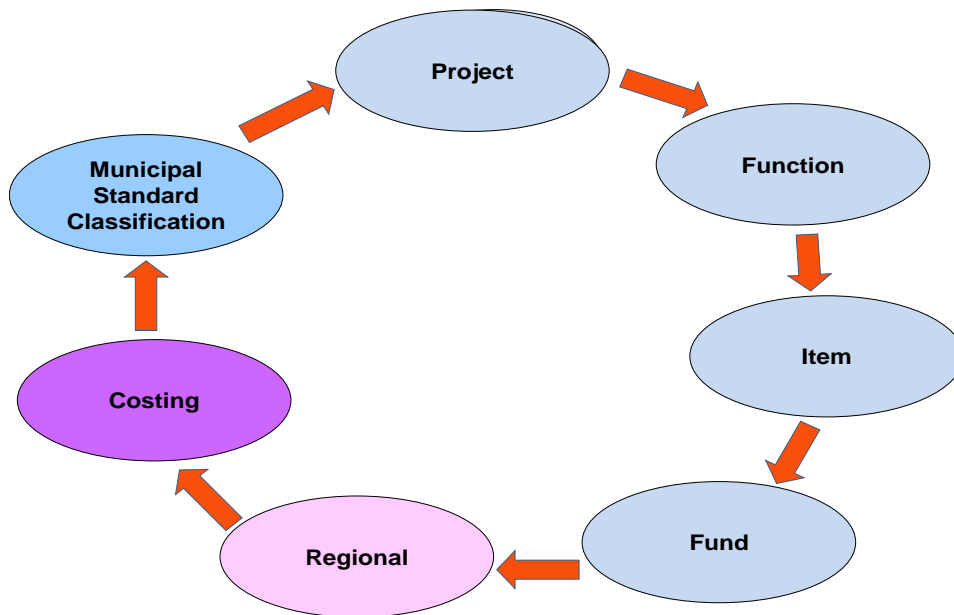 Project
Function
Item
Fund
Regional
Costing
Municipal
Standard
Classification